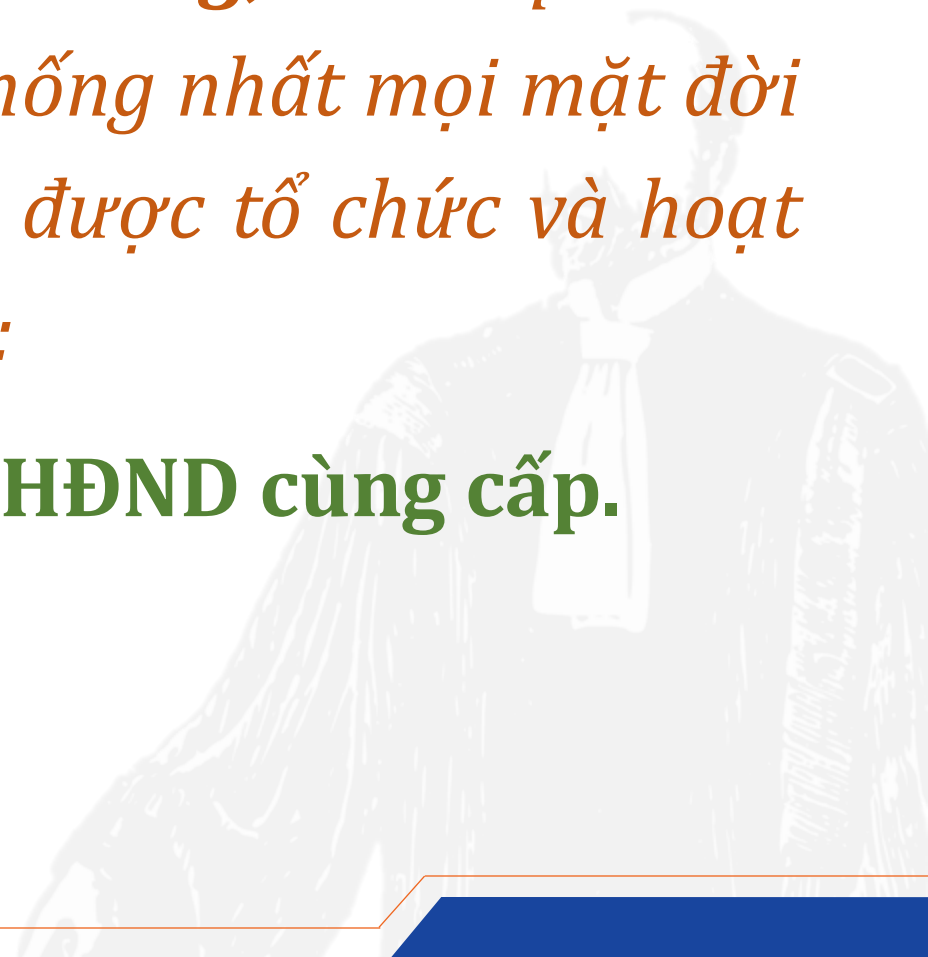 hống nhất mọi mặt đời
được tổ chức và hoạt
:
HĐND cùng cấp.